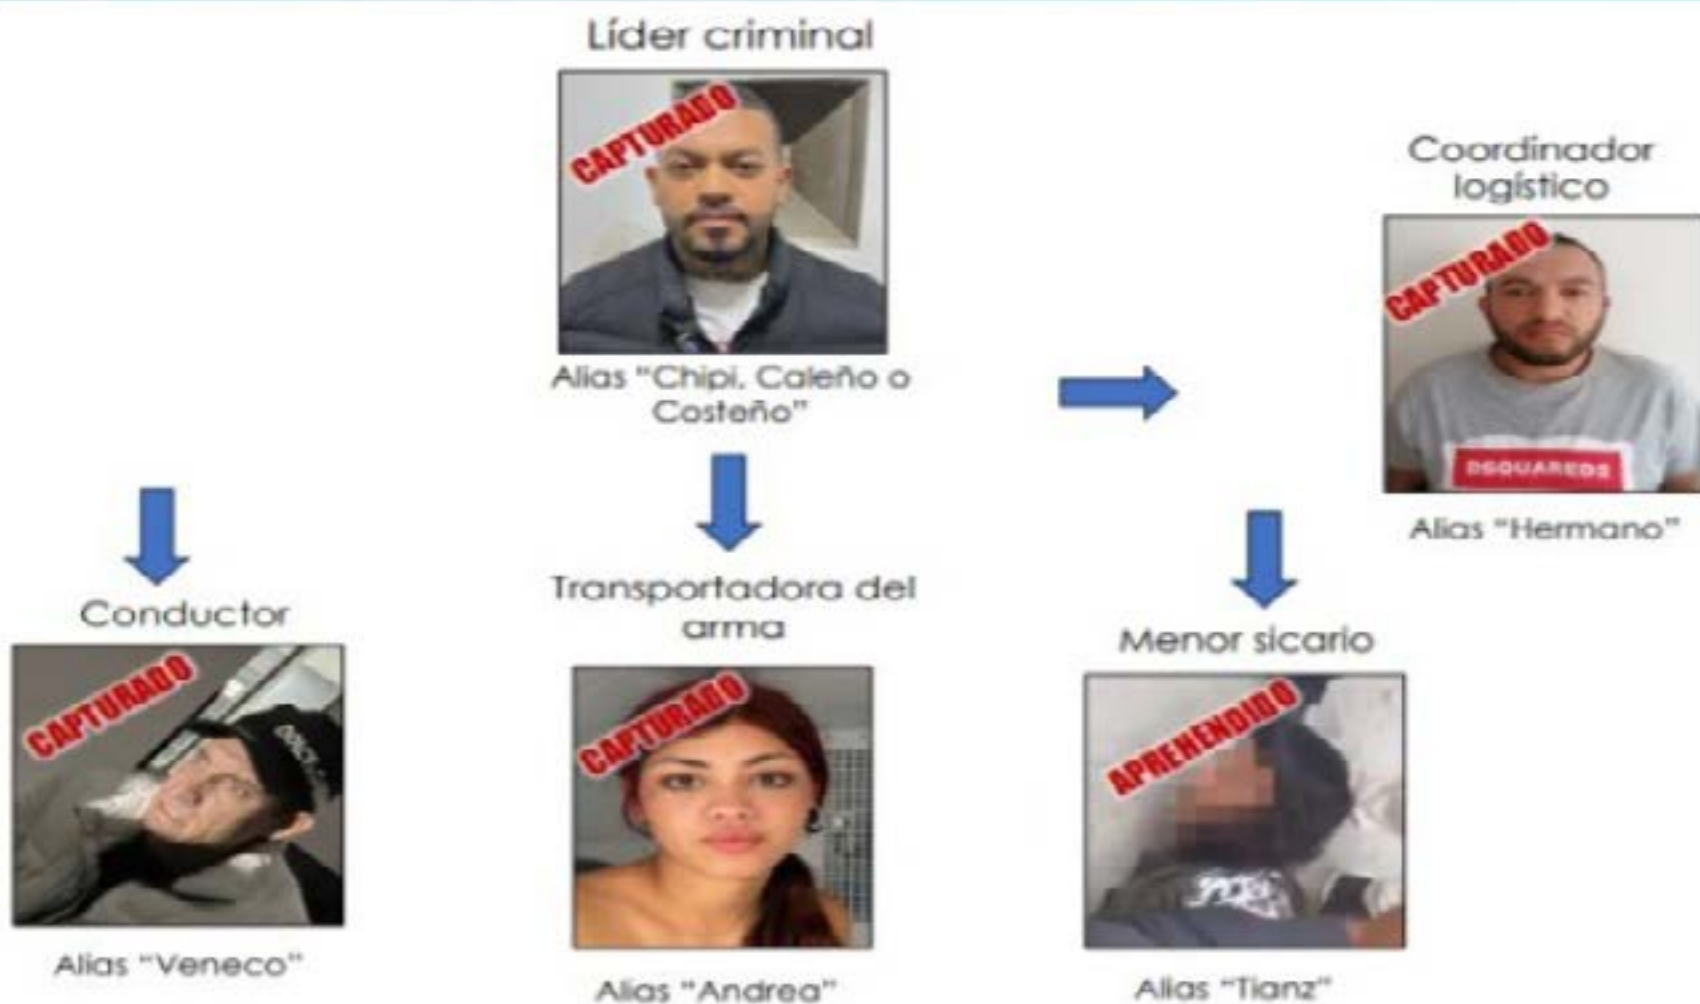 Líder criminal
CAPTURADO
Alias "Chipi, Caleño o
Costeño"
Coordinador
logístico
CAPTURADO
DSQUARED2
Alias "Hermano"
Conductor
CAPTURADO
Alias "Veneco"
Transportadora del
arma
CAPTURADO
Alias "Andrea"
Menor sicario
APREHENDIDO
Alias "Tianz"